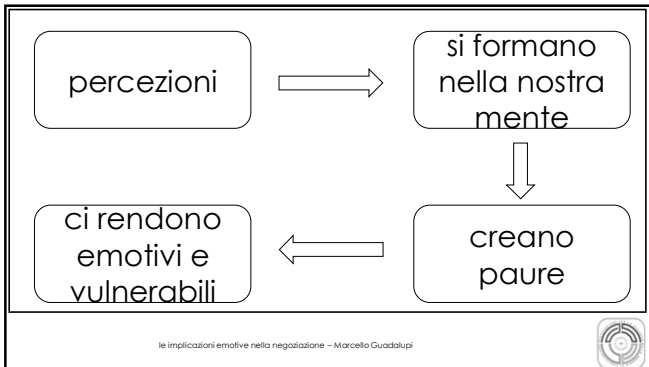 percezioni
si formano
nella nostra
mente
creano
paure
ci rendono
emotivi e
vulnerabili
le implicazioni emotive nella negoziazione – Marcello Guadalupi